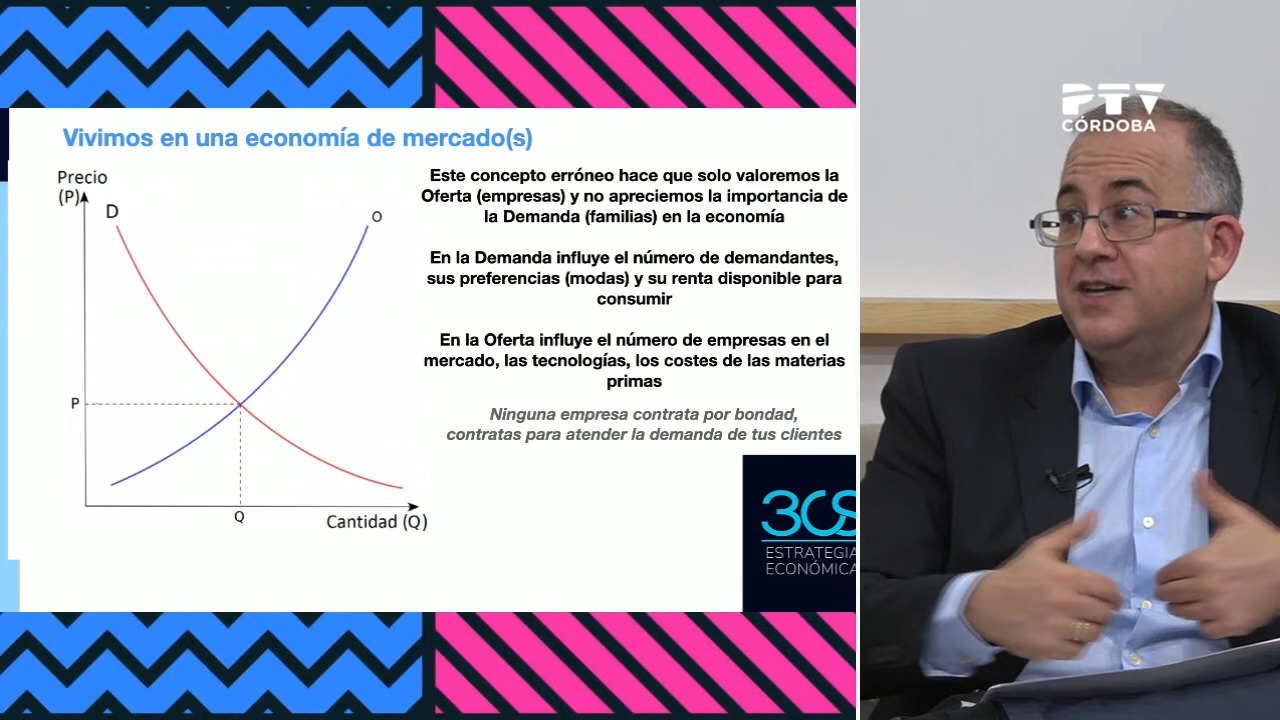 Vivimos en una economía de mercado(s)
Precio
(P)
D
O
P
Q
Cantidad (Q)
Este concepto erróneo hace que solo valoremos la
Oferta (empresas) y no apreciemos la importancia de
la Demanda (familias) en la economía
En la Demanda influye el número de demandantes,
sus preferencias (modas) y su renta disponible para
consumir
En la Oferta influye el número de empresas en el
mercado, las tecnologías, los costes de las materias
primas
Ninguna empresa contrata por bondad,
contratas para atender la demanda de tus clientes
ESTRATEGIA
ECONÓMICA
PTV
CÓRDOBA